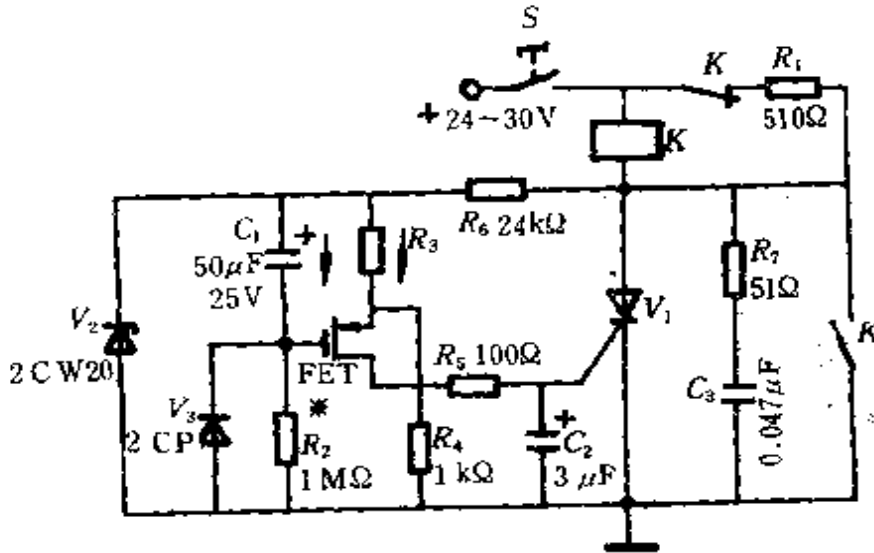 S
K
R₁
+ 24~30V
510Ω
K
R₆ 24kΩ
C₁ +
50μF
25V
R₃
R₇
51Ω
V₁
V₂
2CW20
FET
R₅ 100Ω
K
V₃
2CP
*
R₂
1MΩ
R₄
1kΩ
+
C₂
3μF
C₃
0.047μF